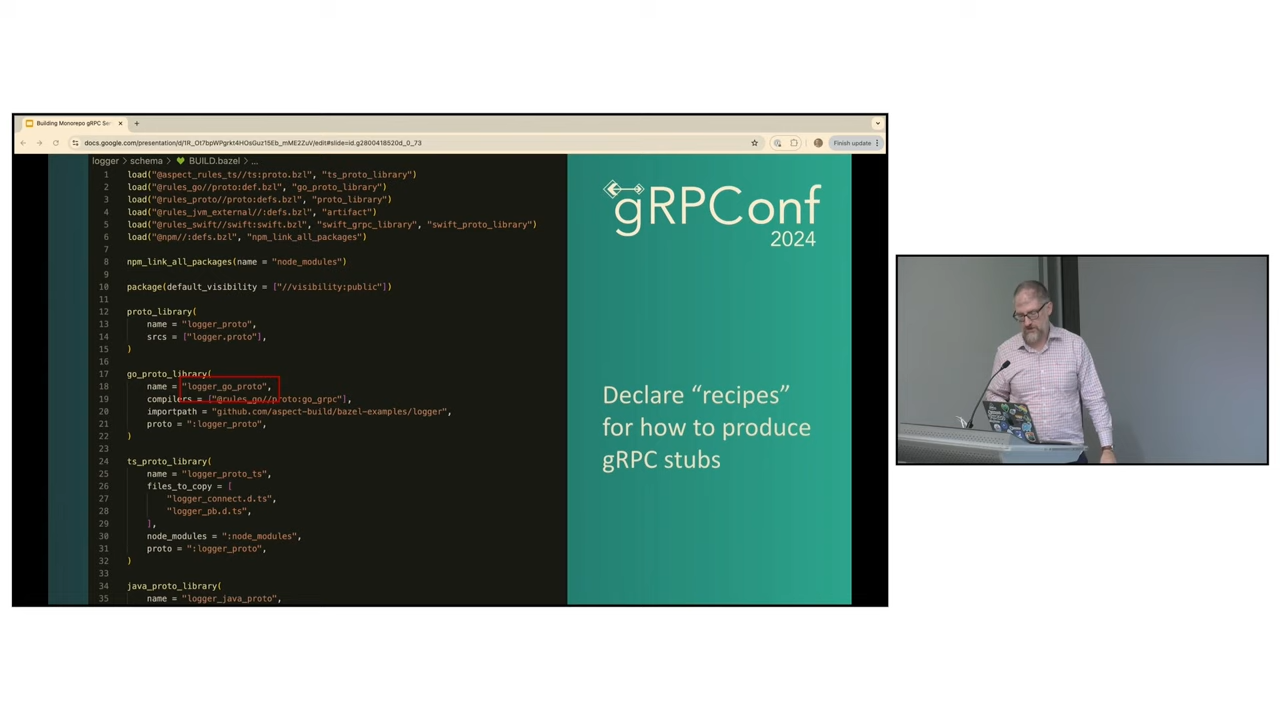 Building Monorepo gRPC Ser
docs.google.com/presentation/d/1R_Ot7bpWPgrkt4HOsGuz15Eb_mME2ZuV/edit#slide=id.g2800418520d_0_73
Finish update
logger > schema > BUILD.bazel > ...
1 load("@aspect_rules_ts//ts:proto.bzl", "ts_proto_library")
2 load("@rules_go//proto:def.bzl", "go_proto_library")
3 load("@rules_proto//proto:defs.bzl", "proto_library")
4 load("@rules_jvm_external//:defs.bzl", "artifact")
5 load("@rules_swift//swift:swift.bzl", "swift_grpc_library", "swift_proto_library")
6 load("@npm//:defs.bzl", "npm_link_all_packages")
7
8 npm_link_all_packages(name = "node_modules")
9
10 package(default_visibility = ["//visibility:public"])
11
12 proto_library(
13 name = "logger_proto",
14 srcs = ["logger.proto"],
15 )
16
17 go_proto_library(
18 name = "logger_go_proto",
19 compilers = ["@rules_go//proto:go_grpc"],
20 importpath = "github.com/aspect-build/bazel-examples/logger",
21 proto = ":logger_proto",
22 )
23
24 ts_proto_library(
25 name = "logger_proto_ts",
26 files_to_copy = [
27 "logger_connect.d.ts",
28 "logger_pb.d.ts",
29 ],
30 node_modules = ":node_modules",
31 proto = ":logger_proto",
32 )
33
34 java_proto_library(
35 name = "logger_java_proto",
gRPConf
2024
Declare “recipes”
for how to produce
gRPC stubs